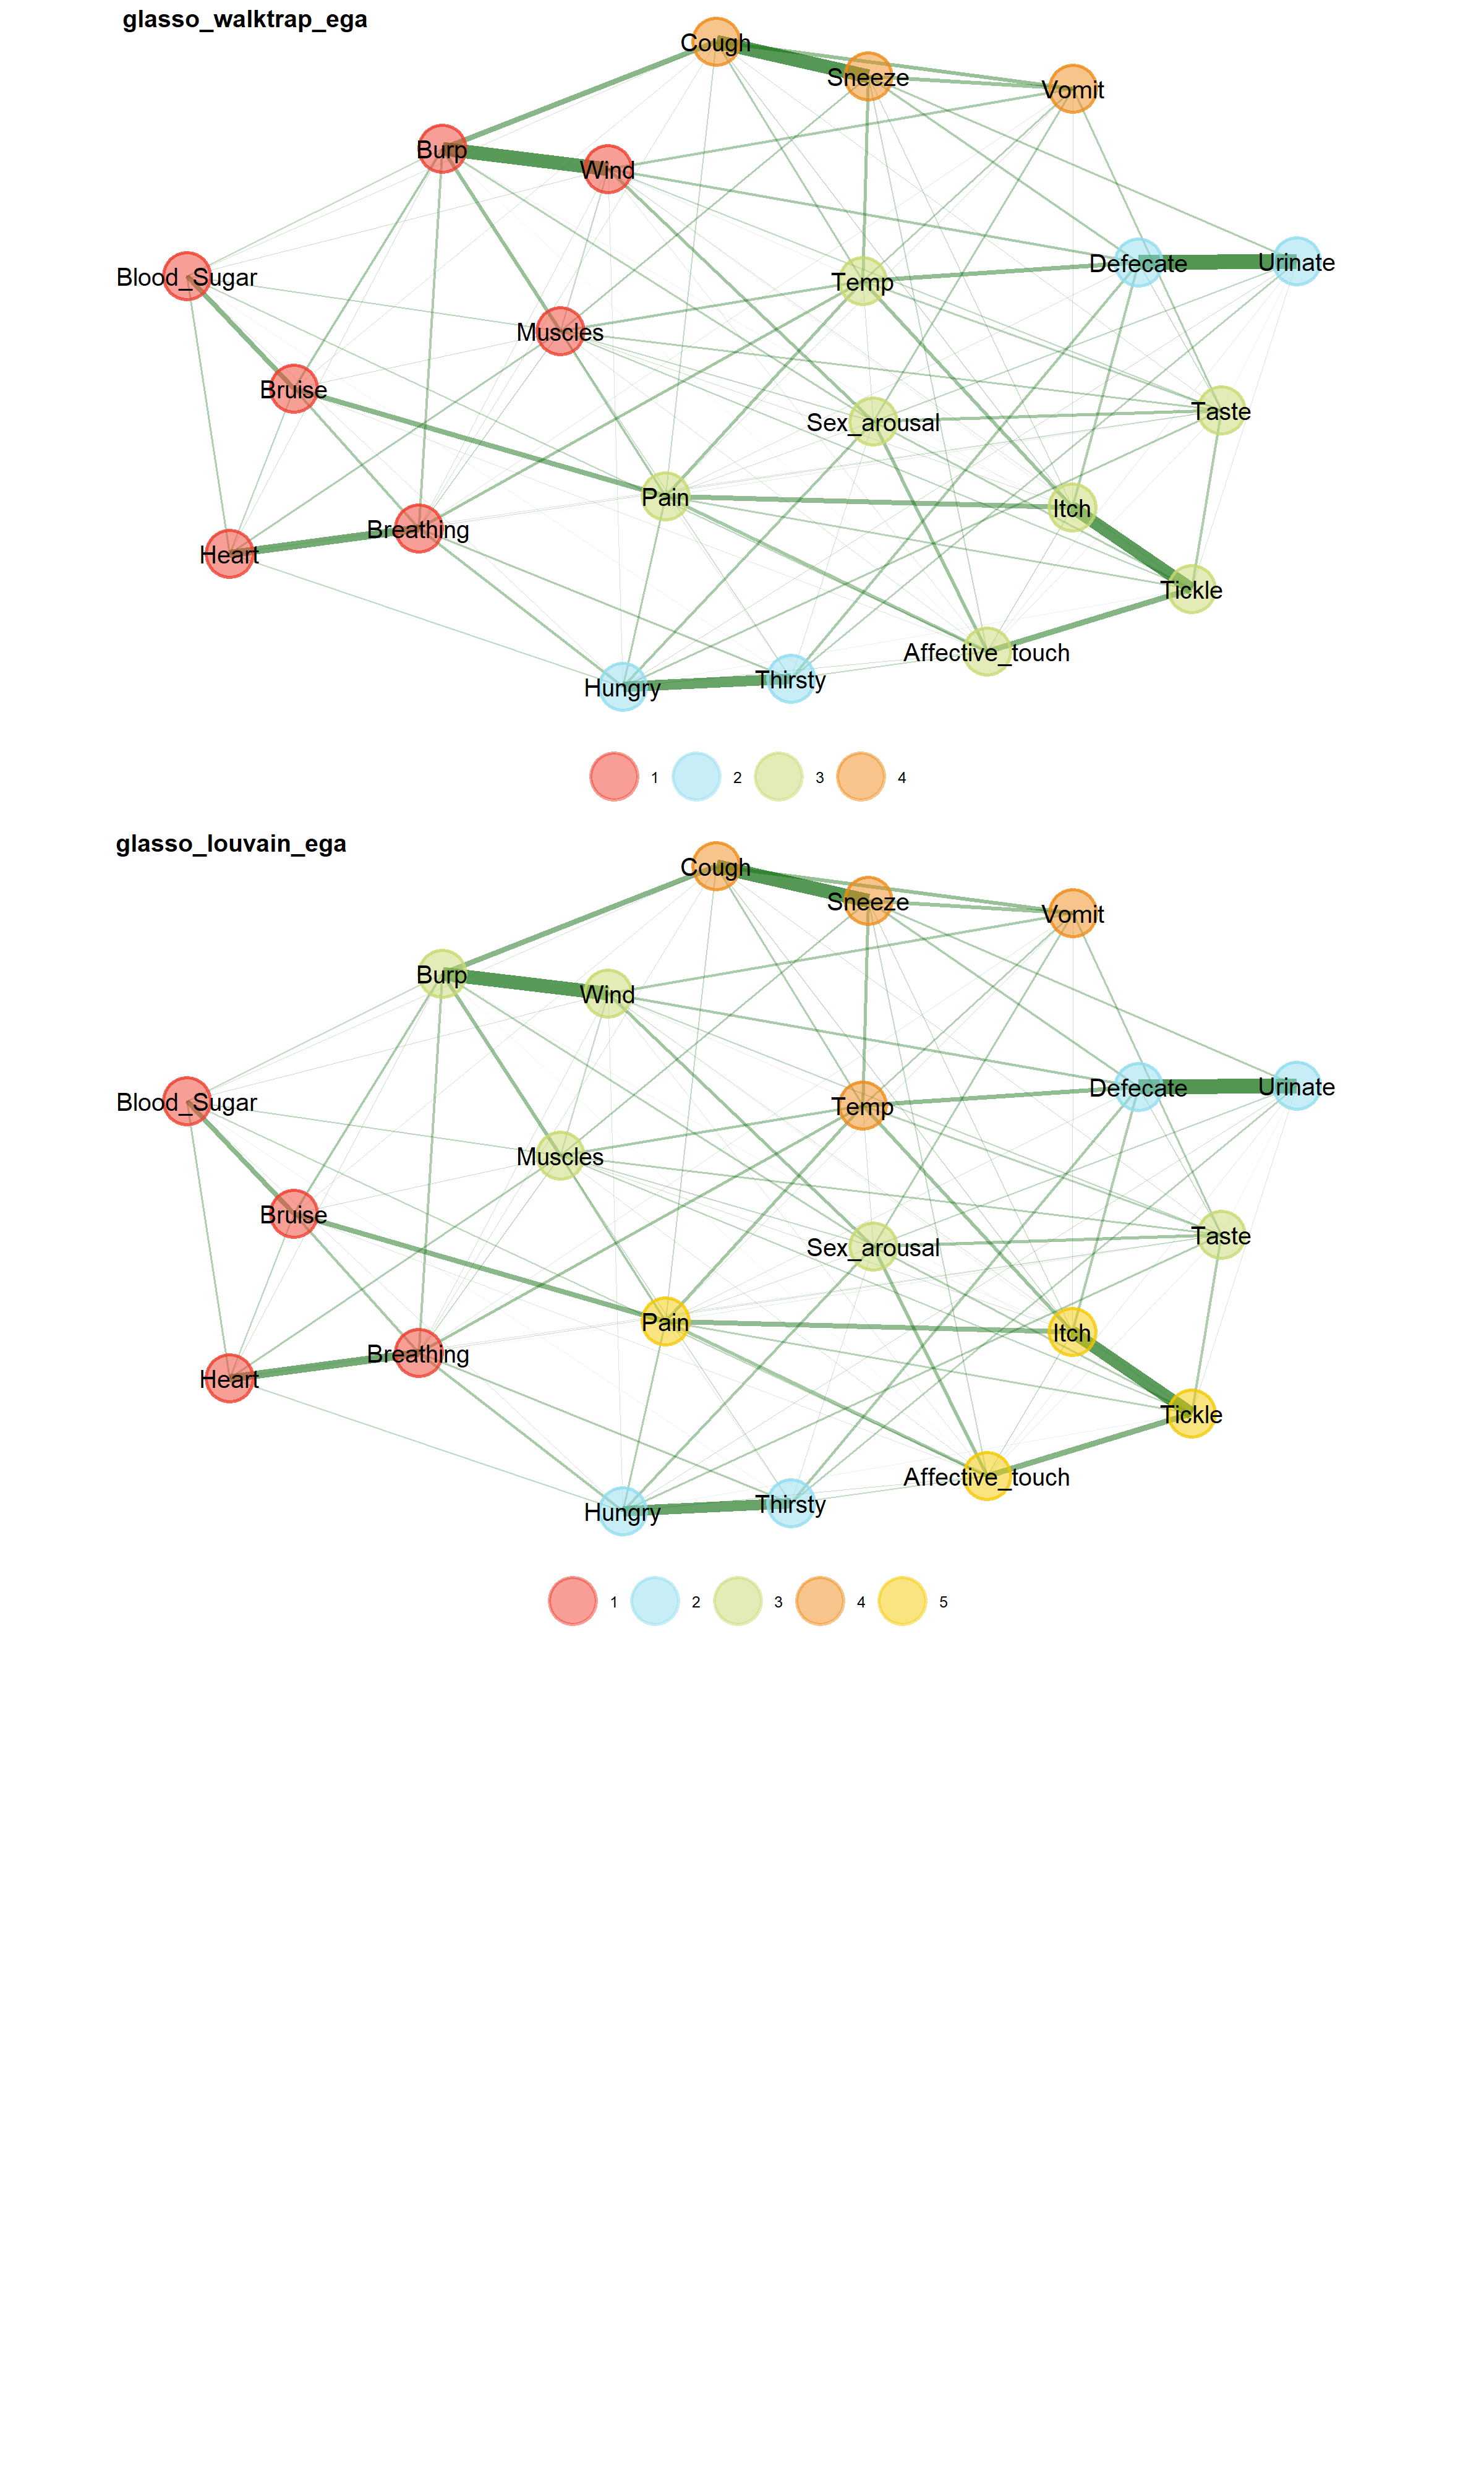 glasso_walktrap_ega
Cough
Sneeze
Vomit
Burp
Wind
Blood_Sugar
Temp
Defecate
Urinate
Muscles
Bruise
Sex_arousal
Taste
Pain
Itch
Heart
Breathing
Tickle
Affective_touch
Hungry
Thirsty
1 2 3 4
glasso_louvain_ega
Cough
Sneeze
Vomit
Burp
Wind
Blood_Sugar
Temp
Defecate
Urinate
Muscles
Bruise
Sex_arousal
Taste
Pain
Itch
Heart
Breathing
Tickle
Affective_touch
Hungry
Thirsty
1 2 3 4 5